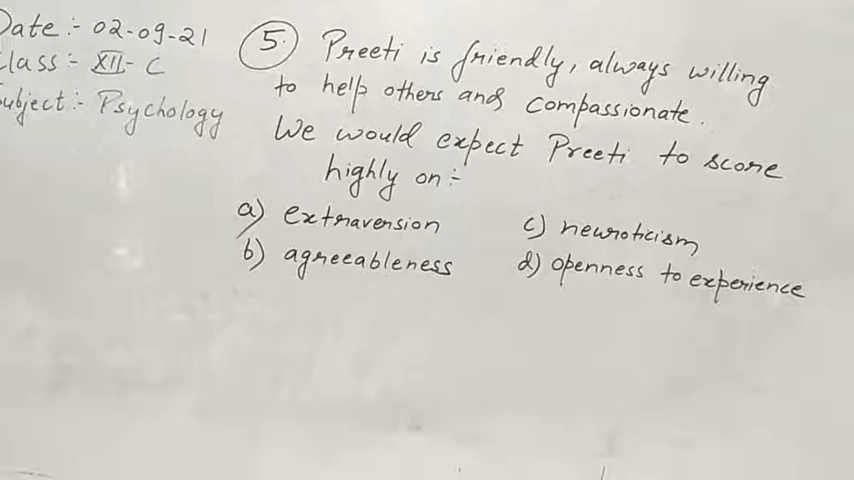 Date :- 02-09-21
Class :- XII - C
Subject :- Psychology
5. Preeti is friendly, always willing
to help others and compassionate.
We would expect Preeti to score
highly on :-
a) extraversion
b) agreeableness
c) neuroticism
d) openness to experience